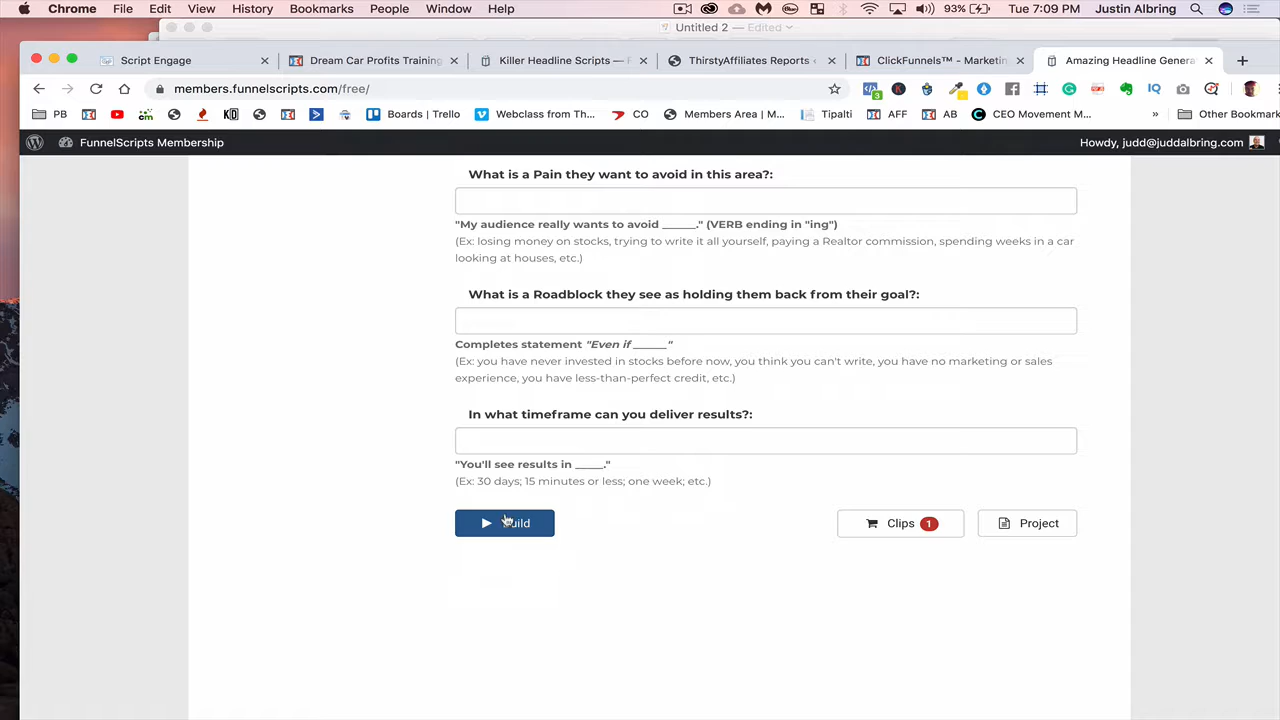 Chrome File Edit View History Bookmarks People Window Help 93% Tue 7:09 PM Justin Albring
Untitled 2 — Edited
Script Engage Dream Car Profits Training Killer Headline Scripts — F ThirstyAffiliates Reports ‹ ClickFunnels™ - Marketin Amazing Headline Genera
members.funnelscripts.com/free/
PB Boards | Trello Webclass from Th... CO Members Area | M... Tipalti AFF AB CEO Movement M... » Other Bookmark
FunnelScripts Membership Howdy, judd@juddalbring.com
What is a Pain they want to avoid in this area?:
"My audience really wants to avoid ______." (VERB ending in "ing")
(Ex: losing money on stocks, trying to write it all yourself, paying a Realtor commission, spending weeks in a car
looking at houses, etc.)
What is a Roadblock they see as holding them back from their goal?:
Completes statement "Even if ______"
(Ex: you have never invested in stocks before now, you think you can't write, you have no marketing or sales
experience, you have less-than-perfect credit, etc.)
In what timeframe can you deliver results?:
"You'll see results in _____."
(Ex: 30 days; 15 minutes or less; one week; etc.)
Build Clips 1 Project